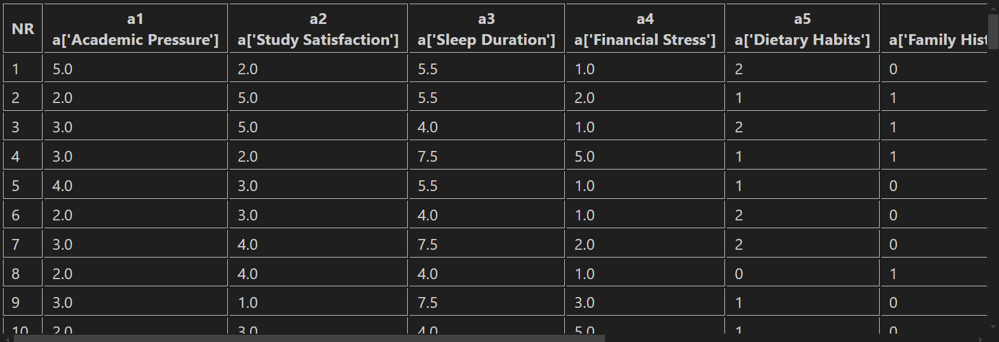 NR a1 a2 a3 a4 a5
a['Academic Pressure'] a['Study Satisfaction'] a['Sleep Duration'] a['Financial Stress'] a['Dietary Habits'] a['Family Hist
1 5.0 2.0 5.5 1.0 2 0
2 2.0 5.0 5.5 2.0 1 1
3 3.0 5.0 4.0 1.0 2 1
4 3.0 2.0 7.5 5.0 1 1
5 4.0 3.0 5.5 1.0 1 0
6 2.0 3.0 4.0 1.0 2 0
7 3.0 4.0 7.5 2.0 2 0
8 2.0 4.0 4.0 1.0 0 1
9 3.0 1.0 7.5 3.0 1 0
10 2.0 3.0 4.0 5.0 1 0